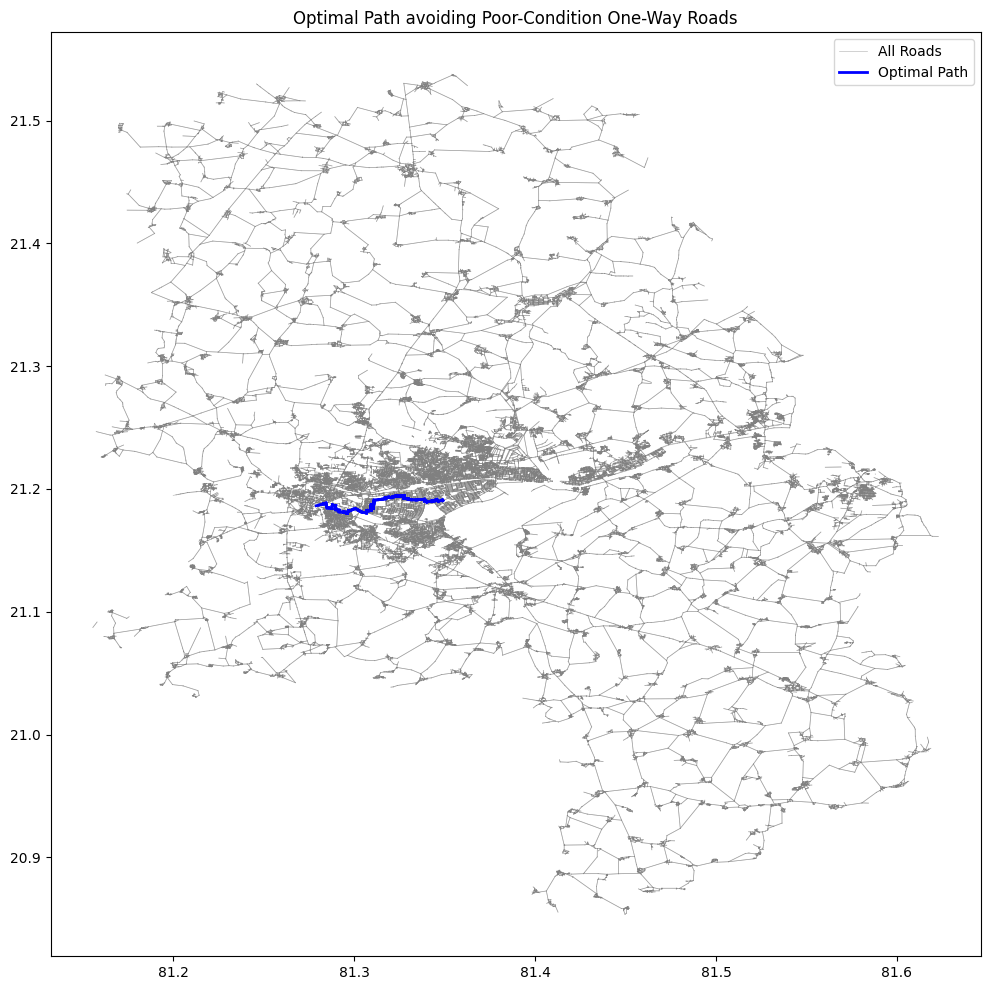 Optimal Path avoiding Poor-Condition One-Way Roads
All Roads
Optimal Path
21.5
21.4
21.3
21.2
21.1
21.0
20.9
81.2 81.3 81.4 81.5 81.6